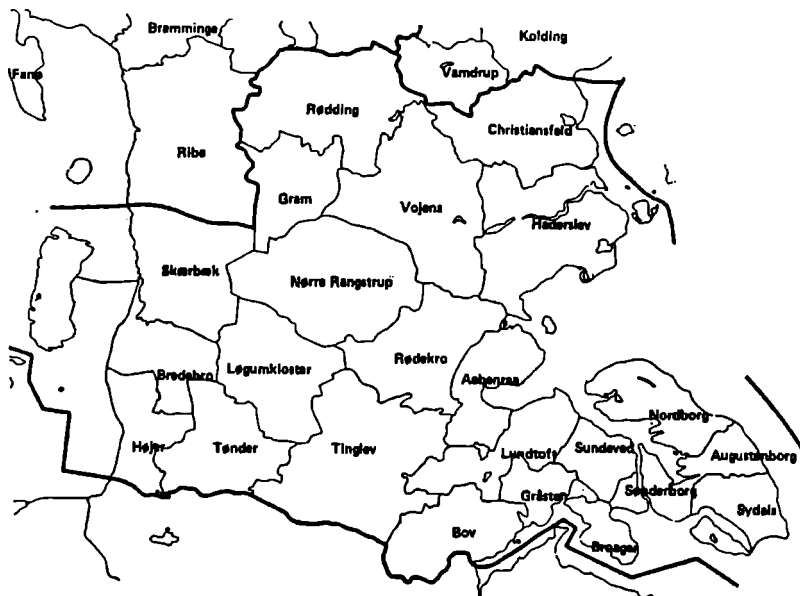 Bramminge
Kolding
Fanø
Vamdrup
Rødding
Christiansfeld
Ribe
Gram
Vojens
Haderslev
Skærbæk
Nørre Rangstrup
Rødekro
Bredebro
Løgumkloster
Aabenraa
Nordborg
Højer
Tønder
Tinglev
Lundtoft
Sundeved
Augustenborg
Gråsten
Sønderborg
Sydals
Bov
Broager